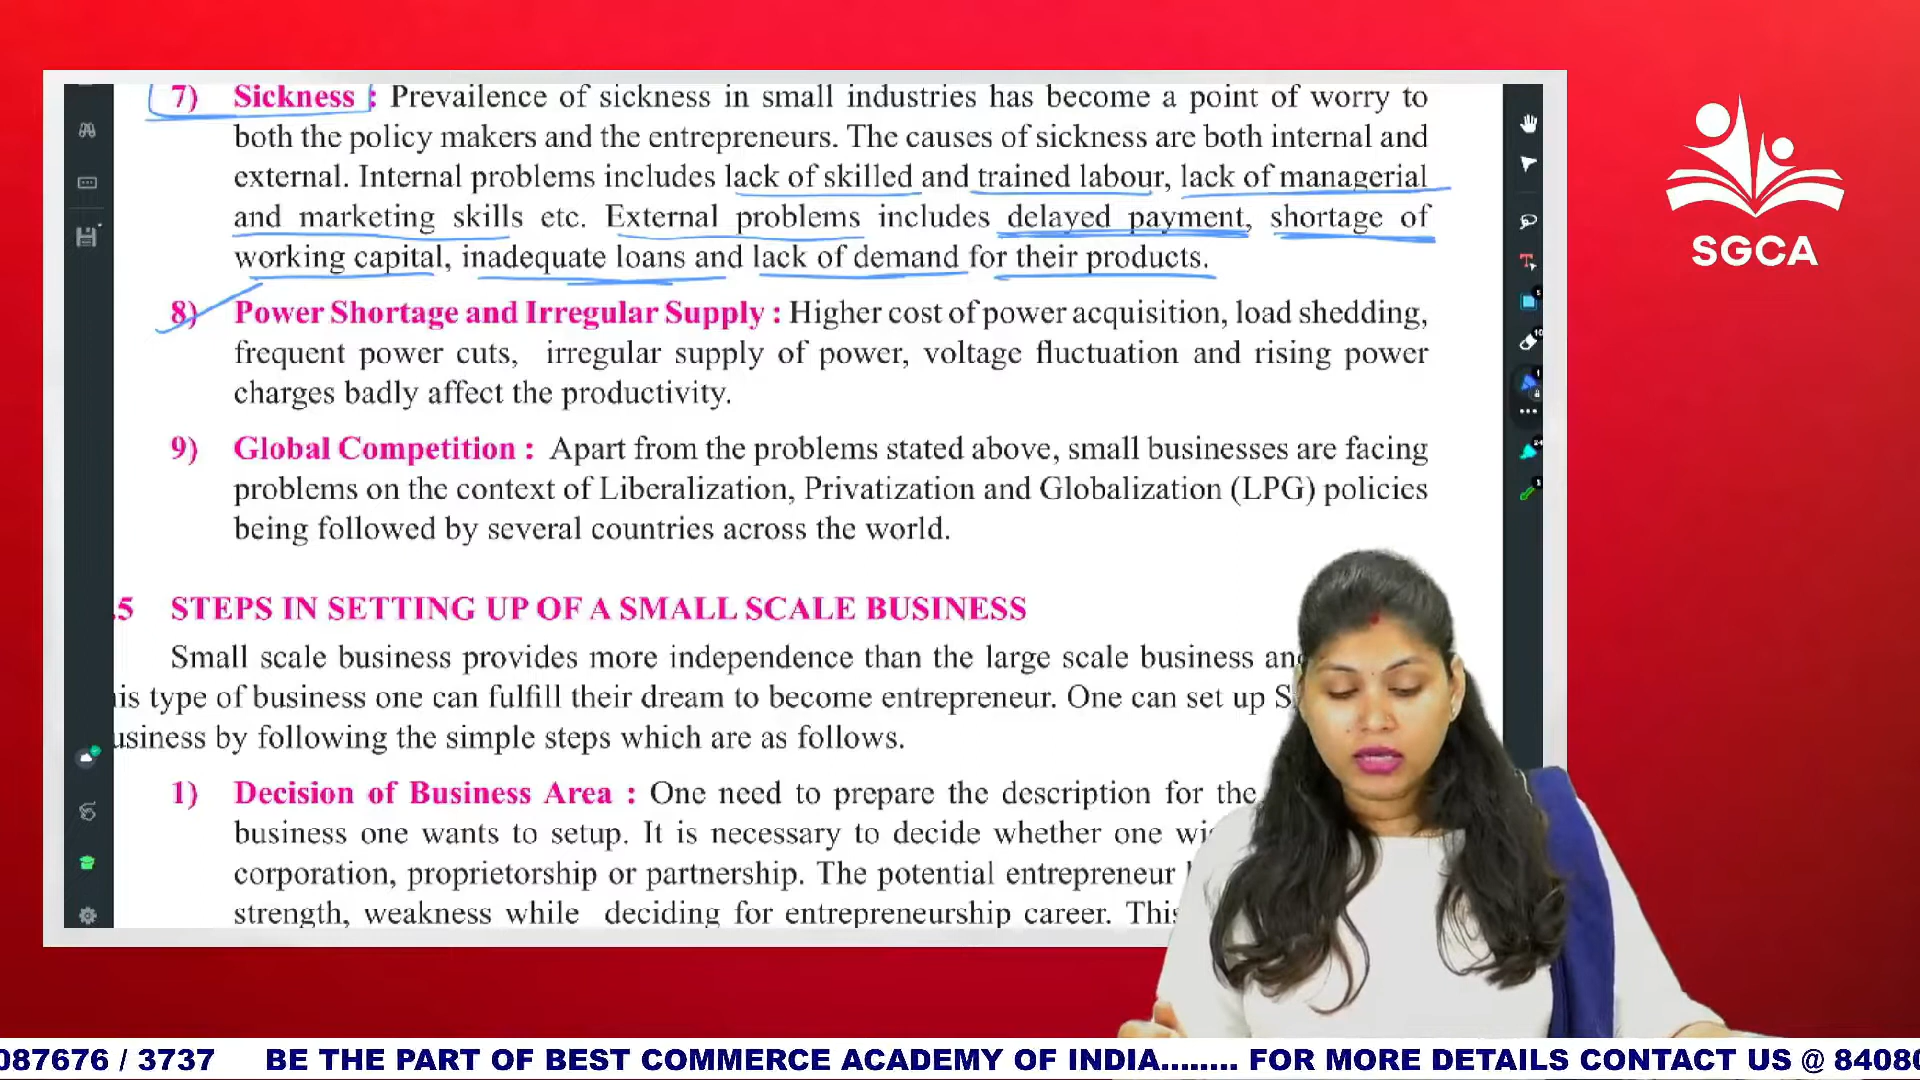 7) Sickness : Prevailence of sickness in small industries has become a point of worry to
both the policy makers and the entrepreneurs. The causes of sickness are both internal and
external. Internal problems includes lack of skilled and trained labour, lack of managerial
and marketing skills etc. External problems includes delayed payment, shortage of
working capital, inadequate loans and lack of demand for their products.
8) Power Shortage and Irregular Supply : Higher cost of power acquisition, load shedding,
frequent power cuts, irregular supply of power, voltage fluctuation and rising power
charges badly affect the productivity.
9) Global Competition : Apart from the problems stated above, small businesses are facing
problems on the context of Liberalization, Privatization and Globalization (LPG) policies
being followed by several countries across the world.
.5 STEPS IN SETTING UP OF A SMALL SCALE BUSINESS
Small scale business provides more independence than the large scale business
type of business one can fulfill their dream to become entrepreneur. One can set up
by following the simple steps which are as follows.
1) Decision of Business Area : One need to prepare the description for the
business one wants to setup. It is necessary to decide whether one
corporation, proprietorship or partnership. The potential entrepreneur
strength, weakness while deciding for entrepreneurship career. This
SGCA
087676 / 3737 BE THE PART OF BEST COMMERCE ACADEMY OF INDIA........ FOR MORE DETAILS CONTACT US @ 8408